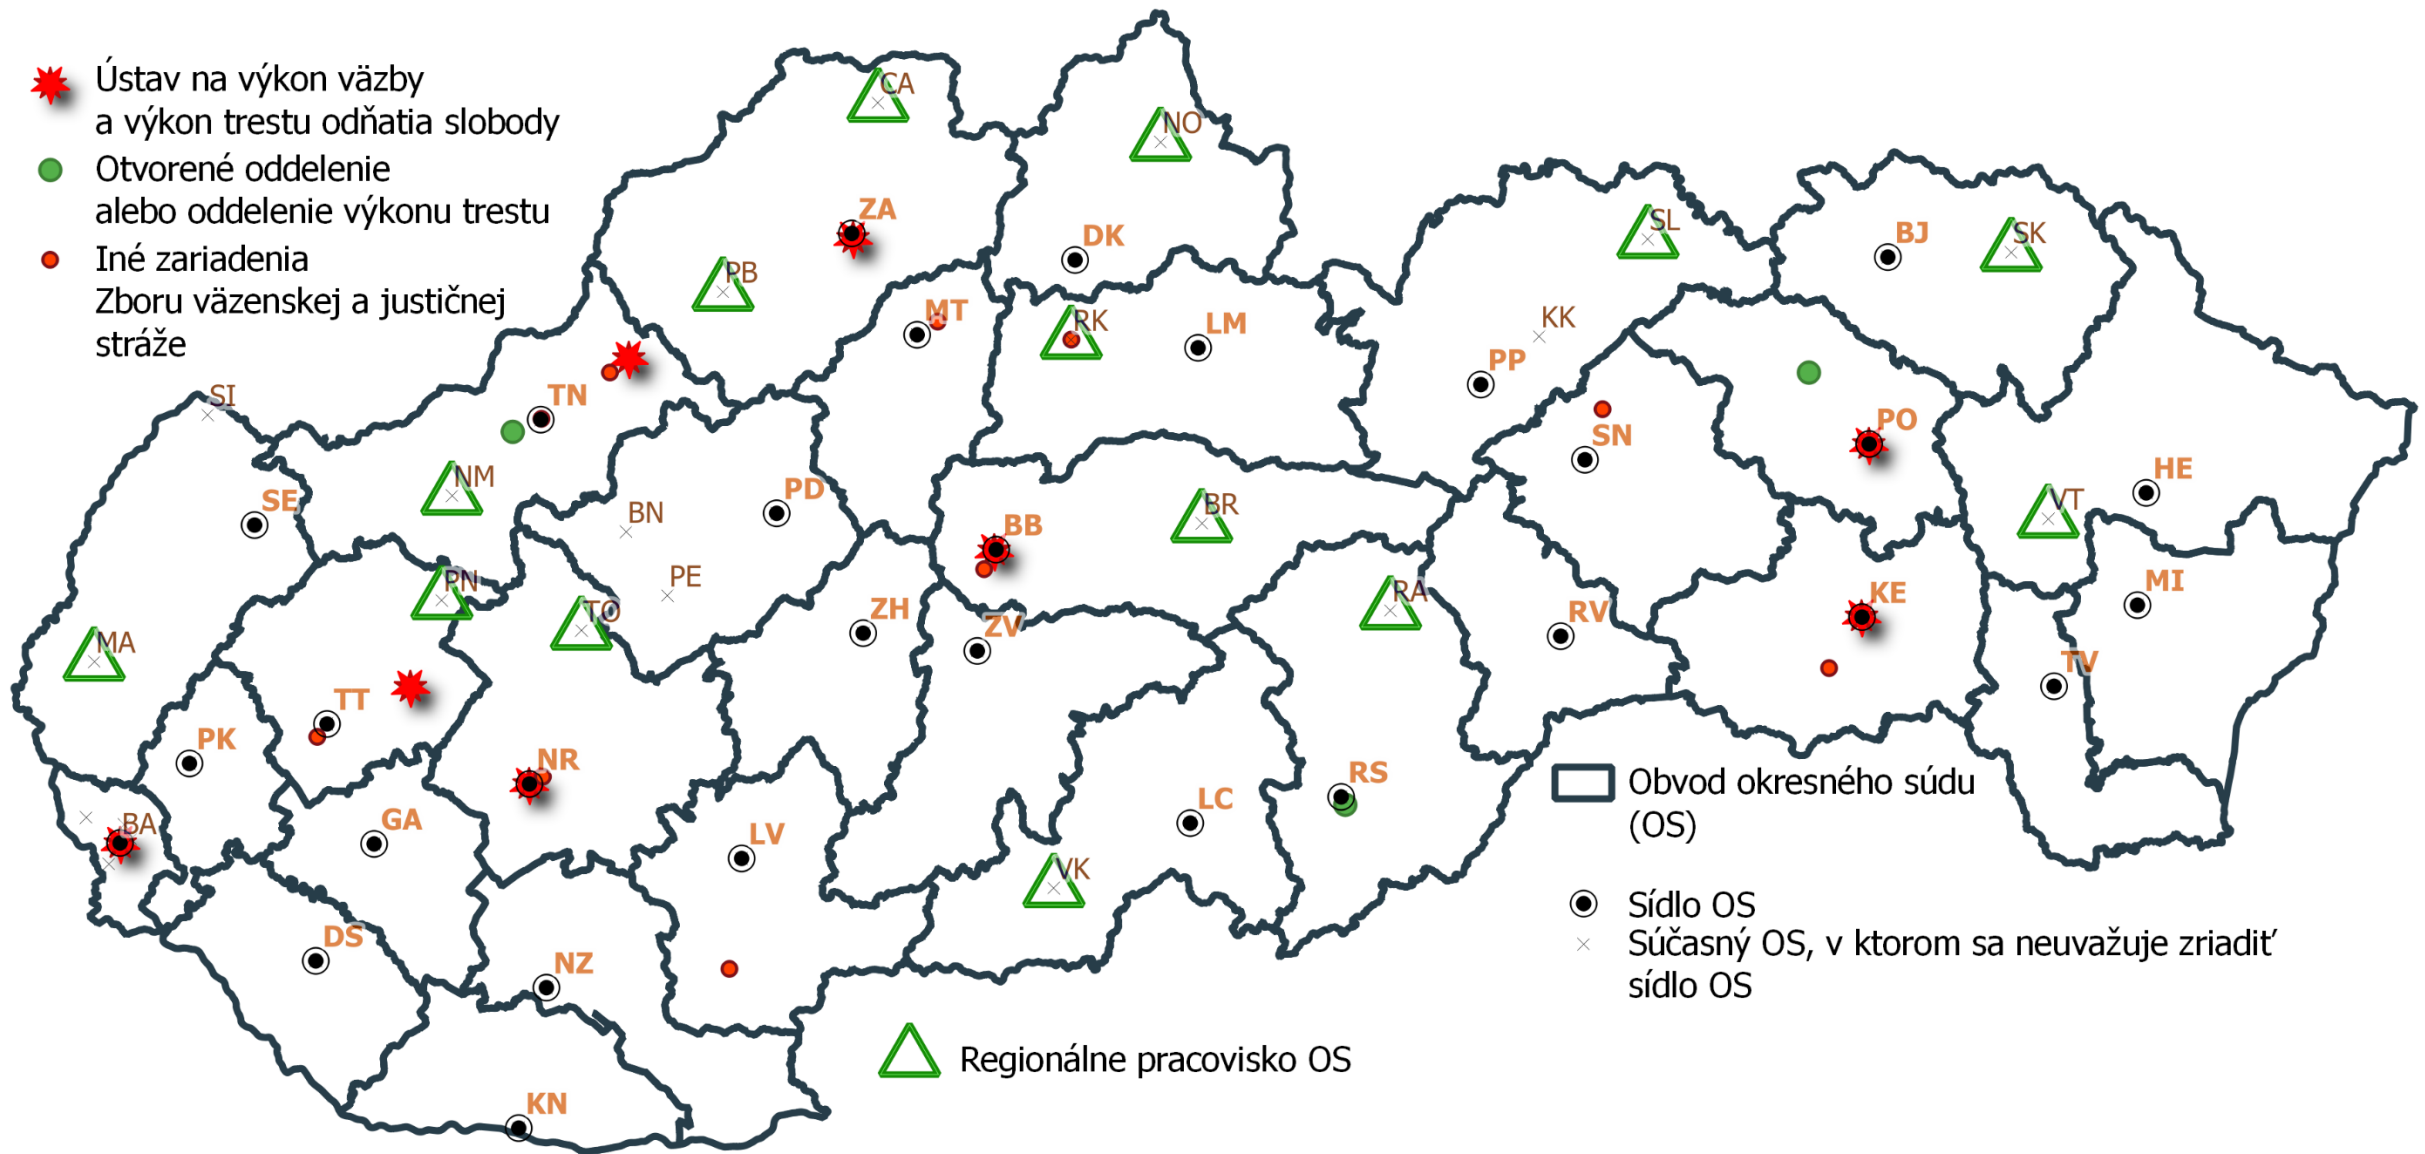 Ústav na výkon väzby
a výkon trestu odňatia slobody
Otvorené oddelenie
alebo oddelenie výkonu trestu
Iné zariadenia
Zboru väzenskej a justičnej
stráže
CA
NO
ZA
DK
SL
BJ
SK
PB
MT
RK
LM
KK
PP
SI
TN
SN
PO
NM
SE
BN
PD
BB
BR
HE
VT
PN
TO
PE
ZH
ZV
RA
RV
KE
MI
MA
TT
TV
PK
NR
RS
Obvod okresného súdu
(OS)
BA
GA
LV
LC
VK
Sídlo OS
DS
NZ
Súčasný OS, v ktorom sa neuvažuje zriadiť
sídlo OS
Regionálne pracovisko OS
KN